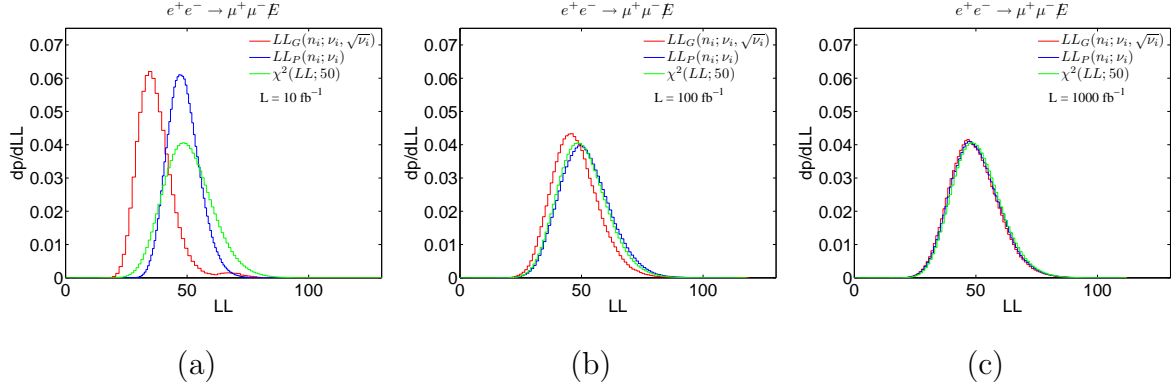 e⁺e⁻ → μ⁺μ⁻E̸
LL_G(n_i; ν_i, √ν_i)
LL_P(n_i; ν_i)
χ²(LL; 50)
L = 10 fb⁻¹
dp/dLL
0.07
0.06
0.05
0.04
0.03
0.02
0.01
0
0 50 100
LL
(a)
e⁺e⁻ → μ⁺μ⁻E̸
LL_G(n_i; ν_i, √ν_i)
LL_P(n_i; ν_i)
χ²(LL; 50)
L = 100 fb⁻¹
dp/dLL
0.07
0.06
0.05
0.04
0.03
0.02
0.01
0
0 50 100
LL
(b)
e⁺e⁻ → μ⁺μ⁻E̸
LL_G(n_i; ν_i, √ν_i)
LL_P(n_i; ν_i)
χ²(LL; 50)
L = 1000 fb⁻¹
dp/dLL
0.07
0.06
0.05
0.04
0.03
0.02
0.01
0
0 50 100
LL
(c)